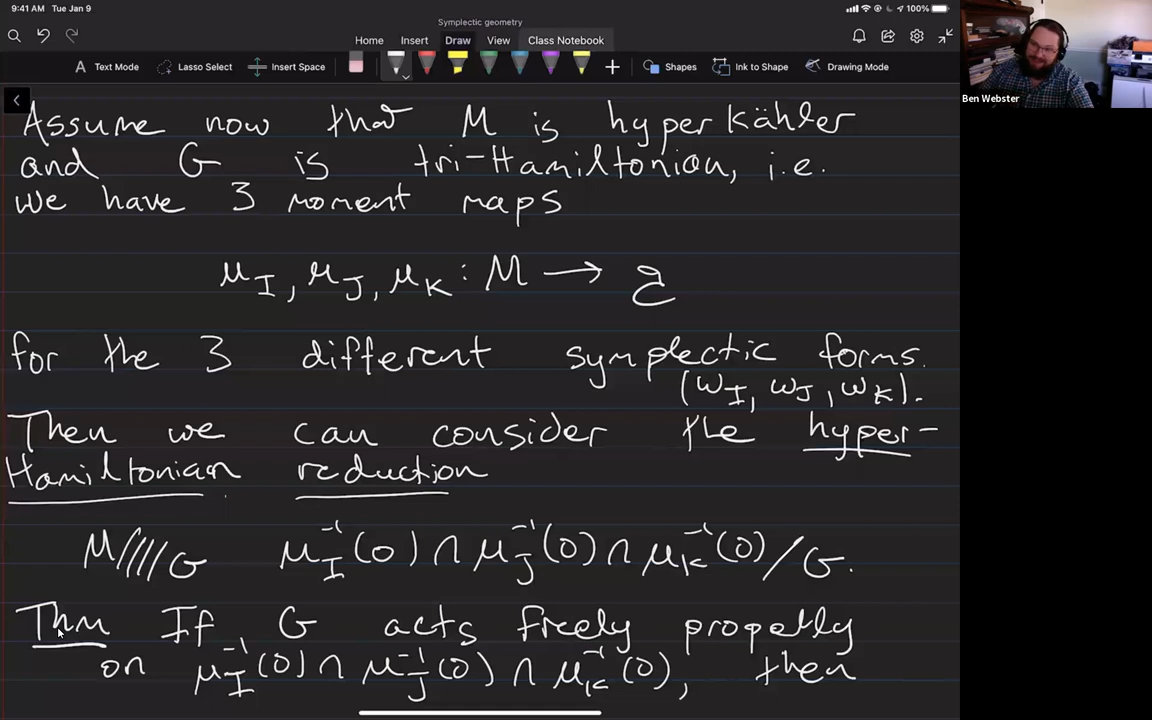 9:41 AM Tue Jan 9
100%
Symplectic geometry
Home Insert Draw View Class Notebook
Text Mode Lasso Select Insert Space Shapes Ink to Shape Drawing Mode
Ben Webster
Assume now that M is hyperkähler
and G is tri-Hamiltonian, i.e.
we have 3 moment maps
μ_I, μ_J, μ_K : M → g
for the 3 different symplectic forms.
(ω_I, ω_J, ω_K).
Then we can consider the hyper-
Hamiltonian reduction
M////G μ_I^{-1}(0) ∩ μ_J^{-1}(0) ∩ μ_K^{-1}(0)/G.
Thm If G acts freely properly
on μ_I^{-1}(0) ∩ μ_J^{-1}(0) ∩ μ_K^{-1}(0), then